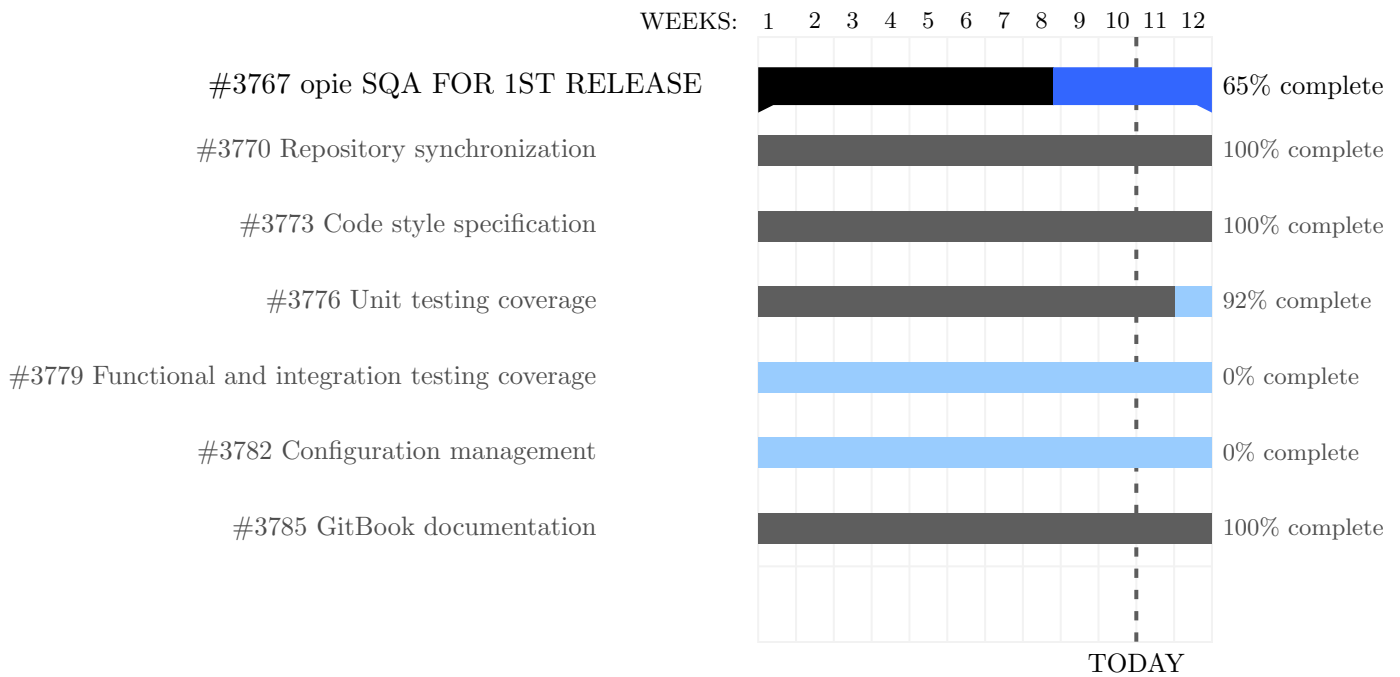 WEEKS: 1 2 3 4 5 6 7 8 9 10 11 12
#3767 opie SQA FOR 1ST RELEASE 65% complete
#3770 Repository synchronization 100% complete
#3773 Code style specification 100% complete
#3776 Unit testing coverage 92% complete
#3779 Functional and integration testing coverage 0% complete
#3782 Configuration management 0% complete
#3785 GitBook documentation 100% complete
TODAY